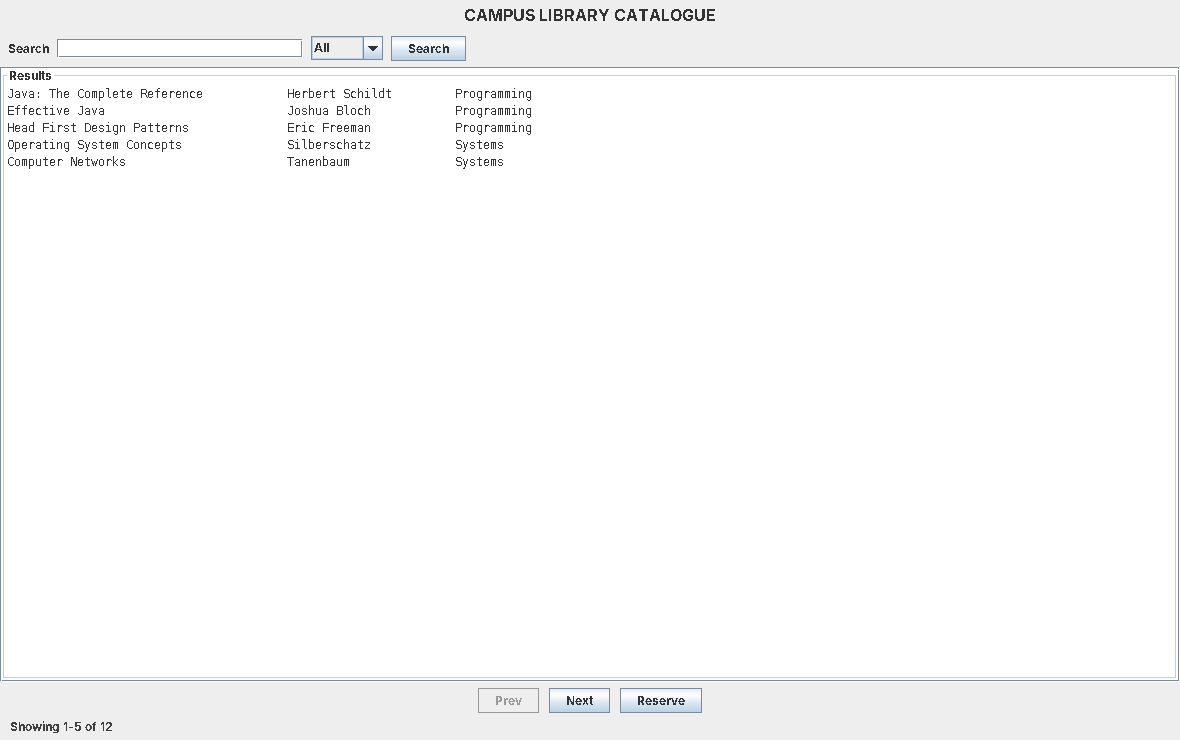 CAMPUS LIBRARY CATALOGUE
Search All Search
Results
Java: The Complete Reference Herbert Schildt Programming
Effective Java Joshua Bloch Programming
Head First Design Patterns Eric Freeman Programming
Operating System Concepts Silberschatz Systems
Computer Networks Tanenbaum Systems
Prev Next Reserve
Showing 1-5 of 12